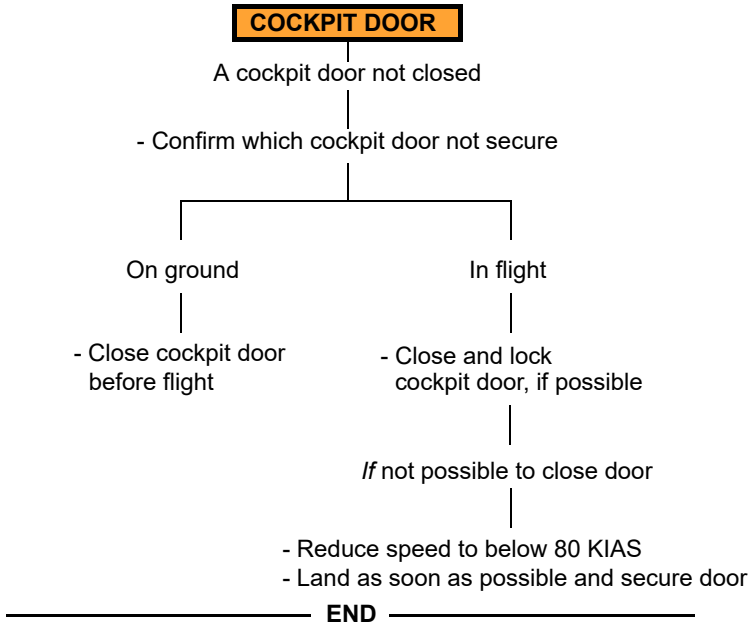 COCKPIT DOOR
A cockpit door not closed
- Confirm which cockpit door not secure
On ground
- Close cockpit door
before flight
In flight
- Close and lock
cockpit door, if possible
If not possible to close door
- Reduce speed to below 80 KIAS
- Land as soon as possible and secure door
END